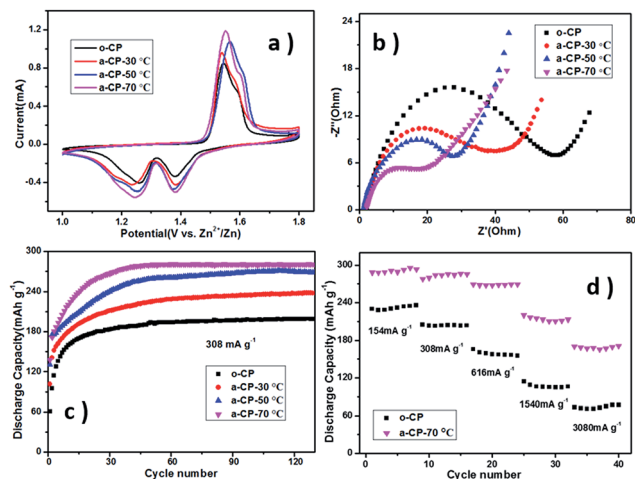 a )
o-CP
a-CP-30 °C
a-CP-50 °C
a-CP-70 °C
Current(mA)
1.2
0.8
0.4
0.0
-0.4
1.0
1.2
1.4
1.6
1.8
Potential(V vs. Zn²⁺/Zn)
b )
o-CP
a-CP-30 °C
a-CP-50 °C
a-CP-70 °C
-Z''(Ohm)
24
18
12
6
0
0
20
40
60
80
Z'(Ohm)
Discharge Capacity(mAh g⁻¹)
300
240
180
120
60
0
308 mA g⁻¹
c )
o-CP
a-CP-30 °C
a-CP-50 °C
a-CP-70 °C
0
30
60
90
120
Cycle number
Discharge Capacity (mAh g⁻¹)
300
240
180
120
60
0
d )
154mA g⁻¹
308mA g⁻¹
616mA g⁻¹
1540mA g⁻¹
3080mA g⁻¹
o-CP
a-CP-70 °C
0
10
20
30
40
Cycle number